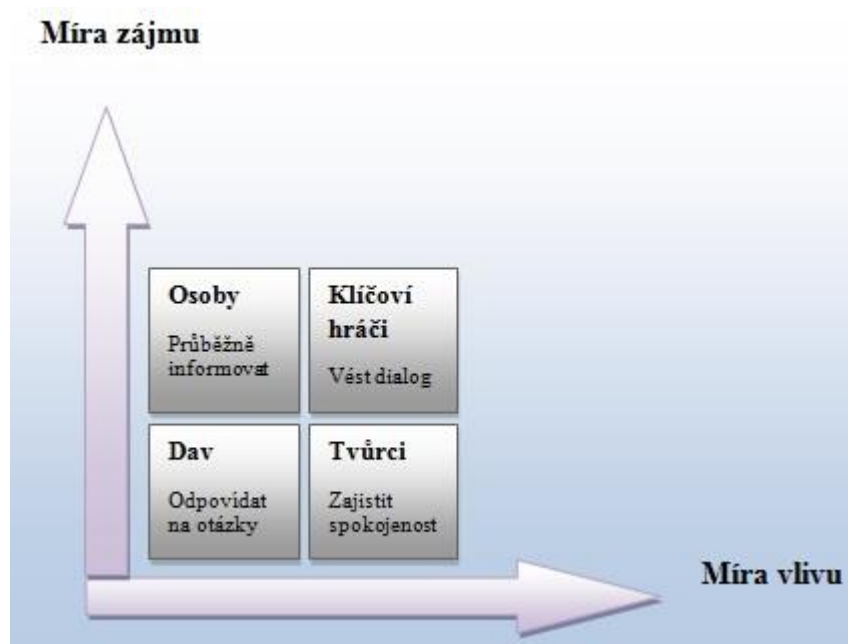 Míra zájmu
Osoby
Průběžně
informovat
Klíčoví
hráči
Vést dialog
Dav
Odpovídat
na otázky
Tvůrci
Zajistit
spokojenost
Míra vlivu